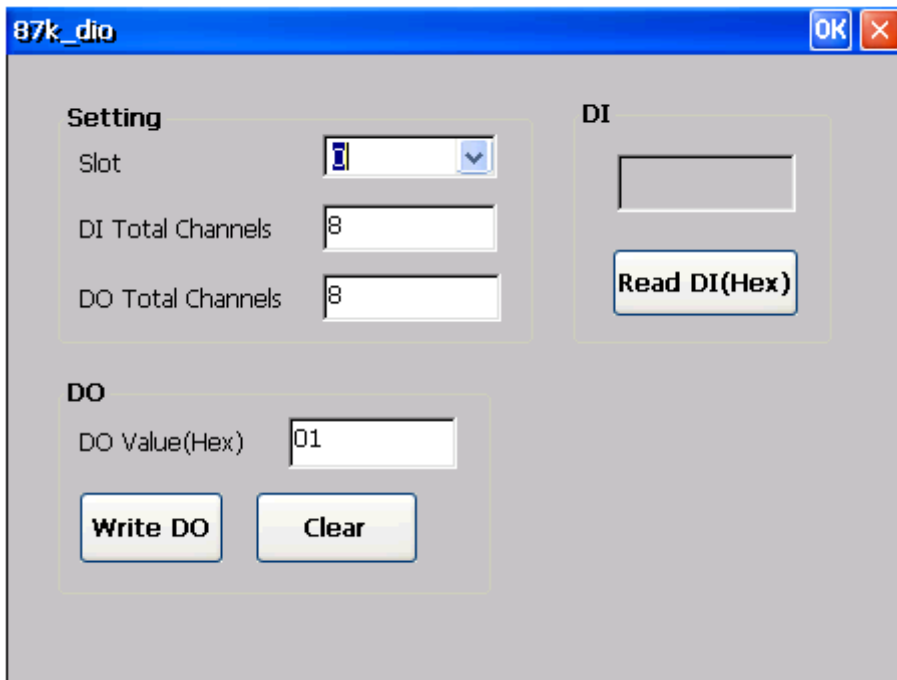 87k_dio OK
Setting
Slot 0
DI Total Channels 8
DO Total Channels 8
DI
Read DI(Hex)
DO
DO Value(Hex) 01
Write DO Clear